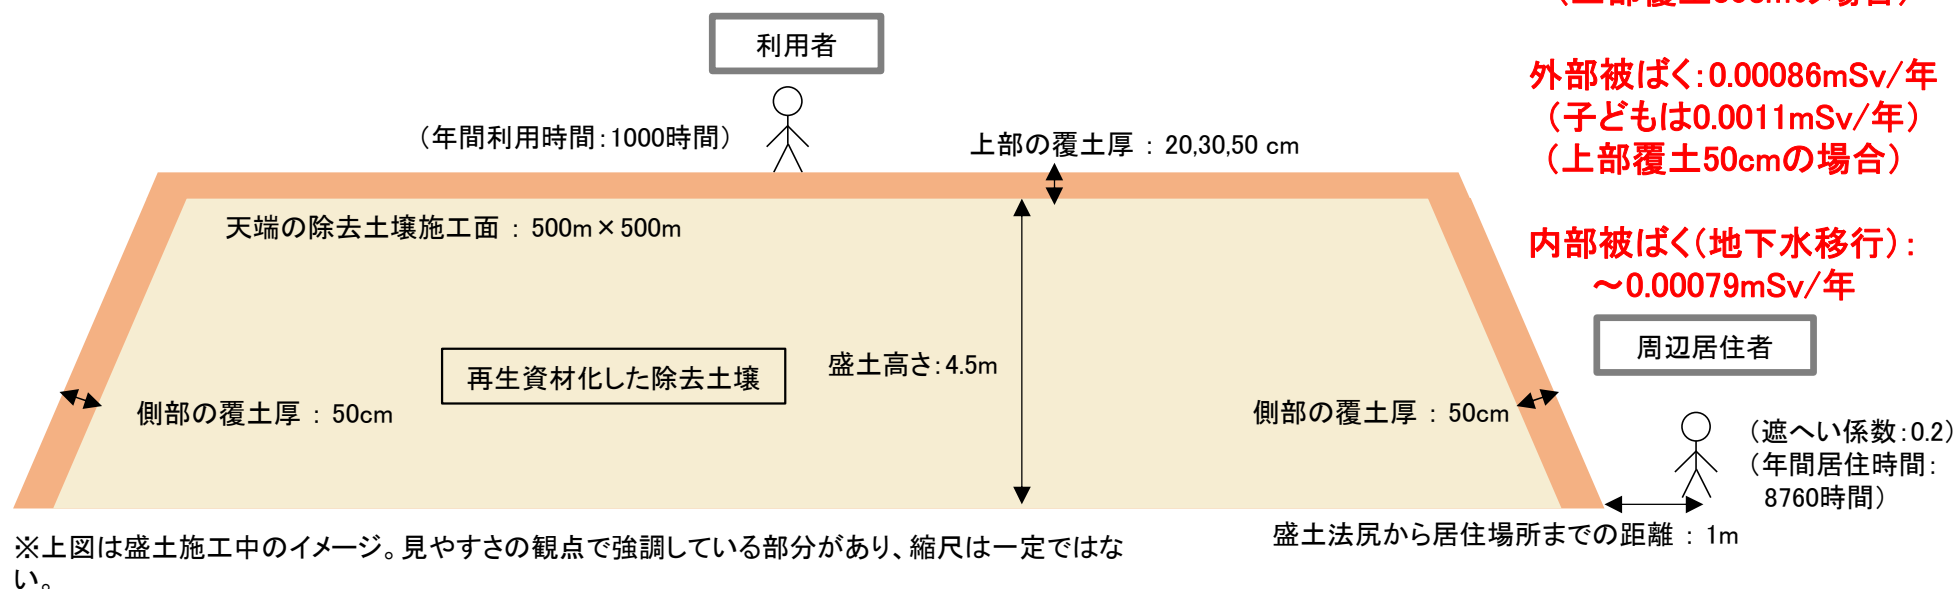 利用者
（年間利用時間：1000時間）
上部の覆土厚 ： 20,30,50 cm
天端の除去土壌施工面 ： 500m×500m
再生資材化した除去土壌
盛土高さ：4.5m
側部の覆土厚 ： 50cm
側部の覆土厚 ： 50cm
外部被ばく：0.00086mSv/年
（子どもは0.0011mSv/年）
（上部覆土50cmの場合）
内部被ばく（地下水移行）：
～0.00079mSv/年
周辺居住者
（遮へい係数：0.2）
（年間居住時間：
8760時間）
盛土法尻から居住場所までの距離 ： 1m
※上図は盛土施工中のイメージ。見やすさの観点で強調している部分があり、縮尺は一定ではな
い。